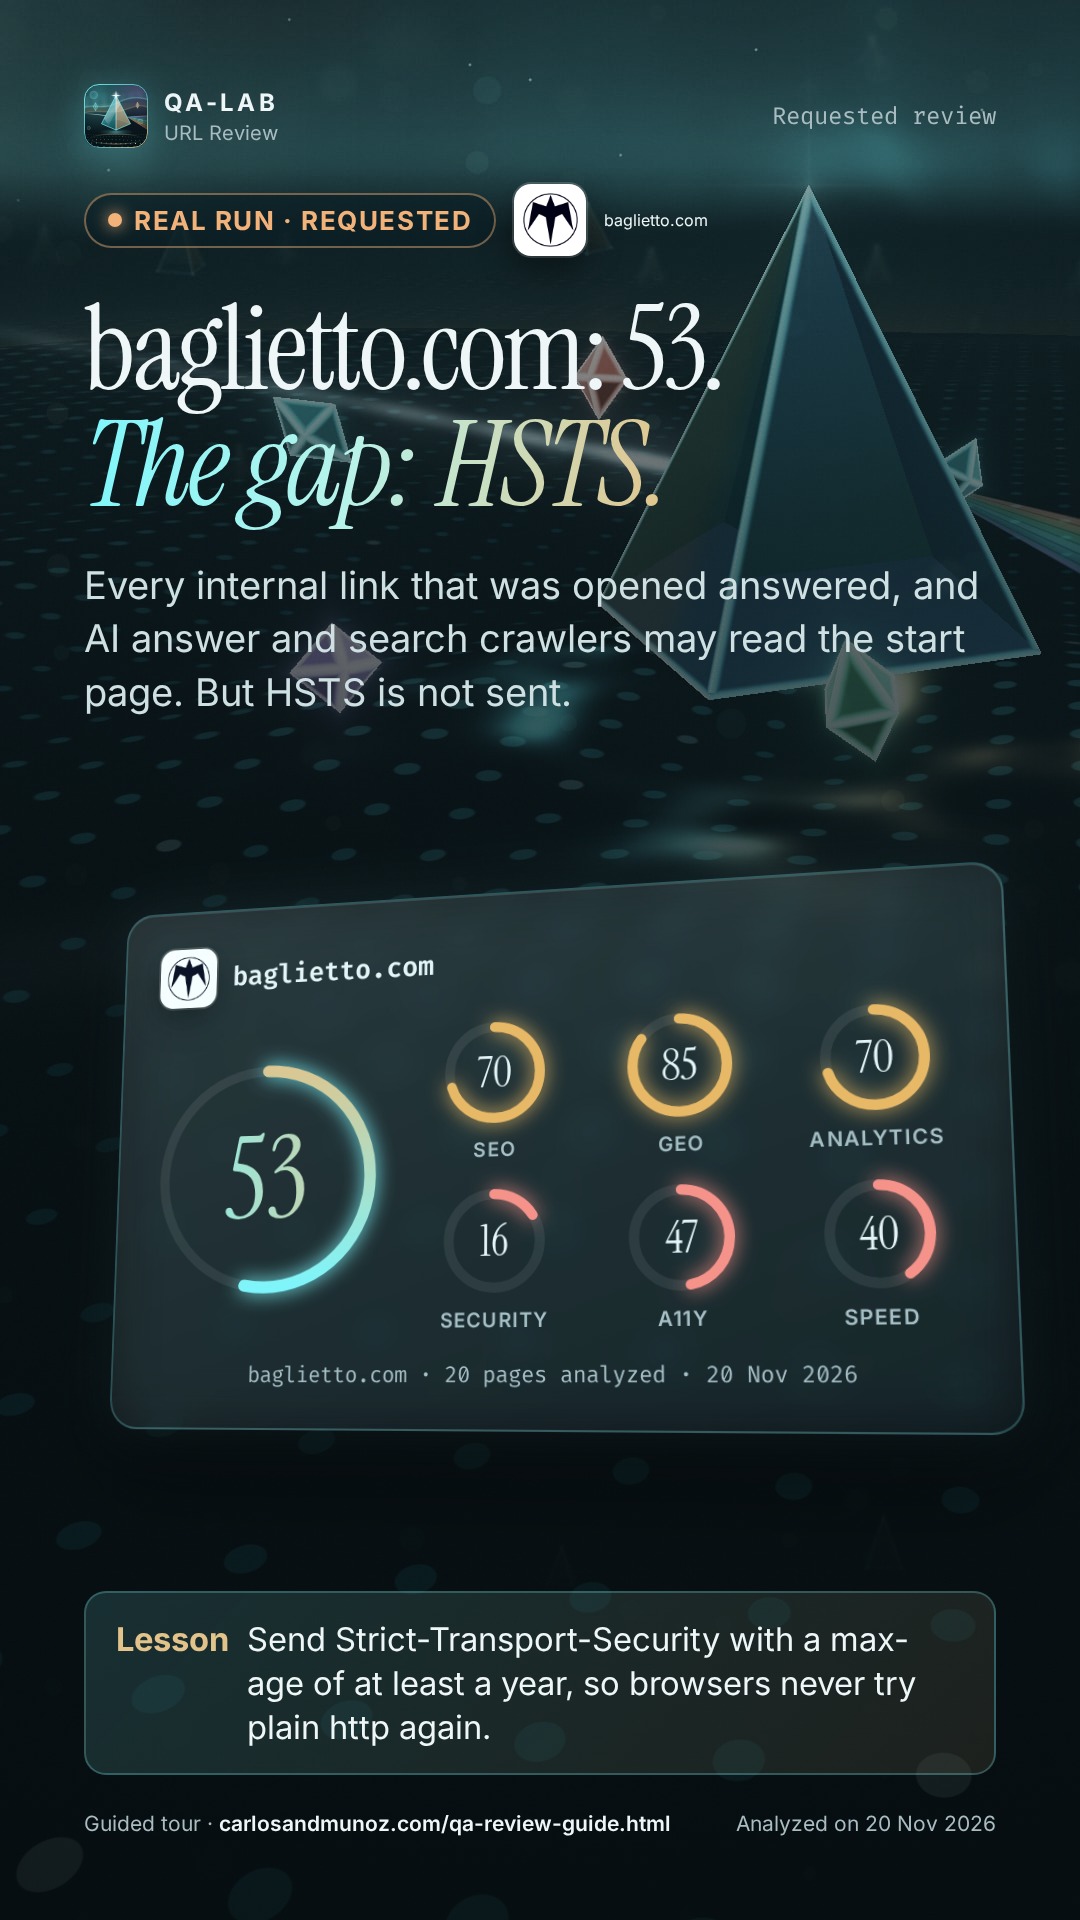 QA-LAB
URL Review
Requested review
REAL RUN · REQUESTED
baglietto.com
baglietto.com: 53.
The gap: HSTS.
Every internal link that was opened answered, and
AI answer and search crawlers may read the start
page. But HSTS is not sent.
baglietto.com
53
70
SEO
85
GEO
70
ANALYTICS
16
SECURITY
47
A11Y
40
SPEED
baglietto.com · 20 pages analyzed · 20 Nov 2026
Lesson Send Strict-Transport-Security with a max-
age of at least a year, so browsers never try
plain http again.
Guided tour · carlosandmunoz.com/qa-review-guide.html
Analyzed on 20 Nov 2026